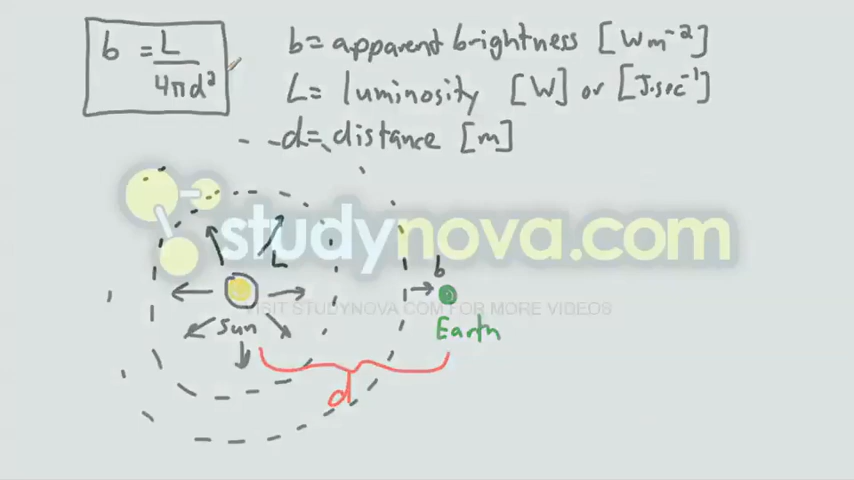 b = L / 4πd² b = apparent brightness [Wm⁻²]
L = luminosity [W] or [J·sec⁻¹]
d = distance [m]
studynova.com
L
b
VISIT STUDYNOVA.COM FOR MORE VIDEOS
Sun
Earth
d